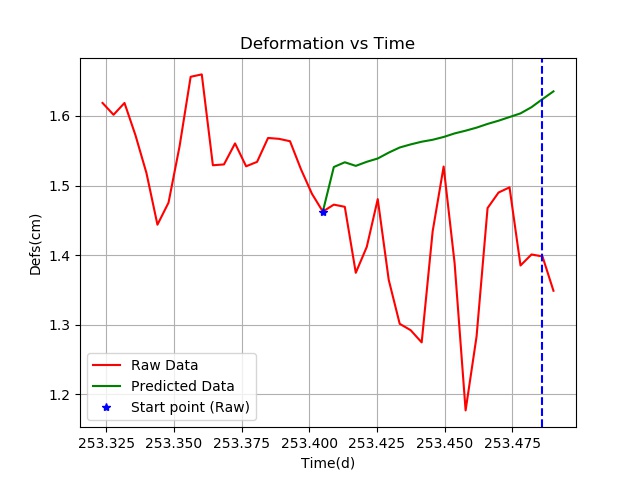 Deformation vs Time
Defs(cm)
1.6
1.5
1.4
1.3
1.2
Raw Data
Predicted Data
Start point (Raw)
253.325 253.350 253.375 253.400 253.425 253.450 253.475
Time(d)